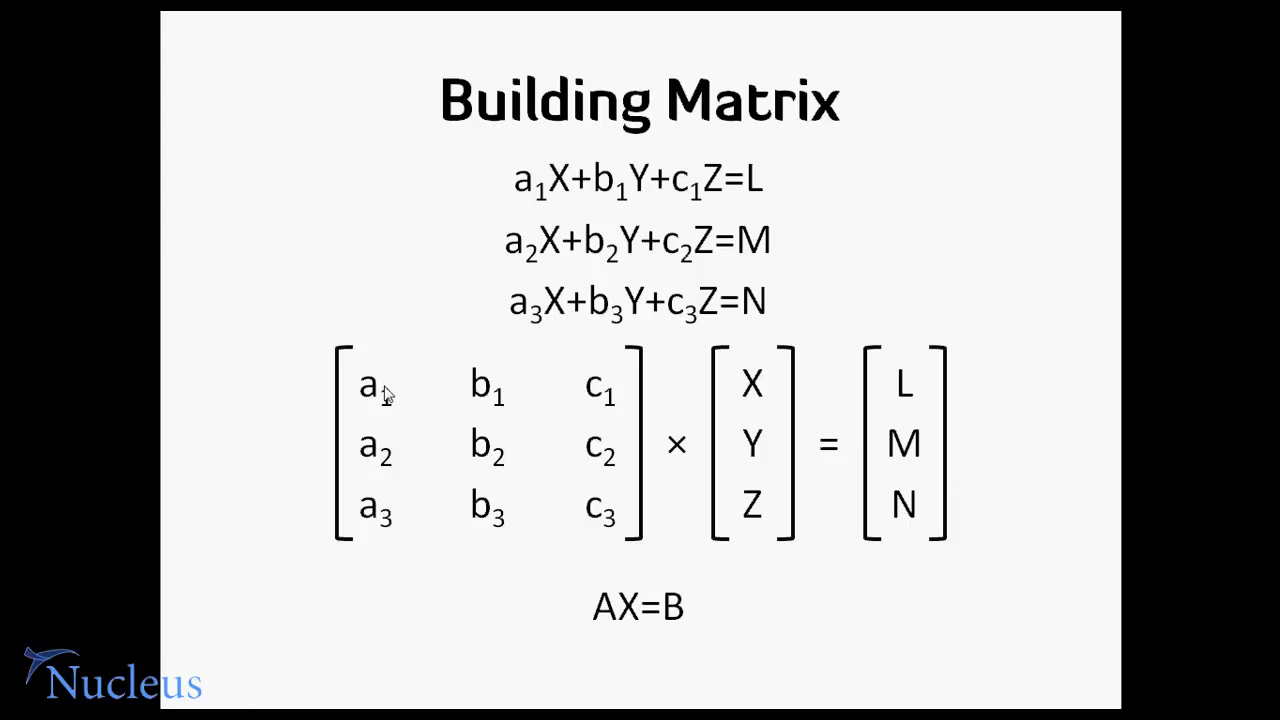 Building Matrix
a₁X+b₁Y+c₁Z=L
a₂X+b₂Y+c₂Z=M
a₃X+b₃Y+c₃Z=N
a₁ b₁ c₁ X L
a₂ b₂ c₂ × Y = M
a₃ b₃ c₃ Z N
AX=B
Nucleus